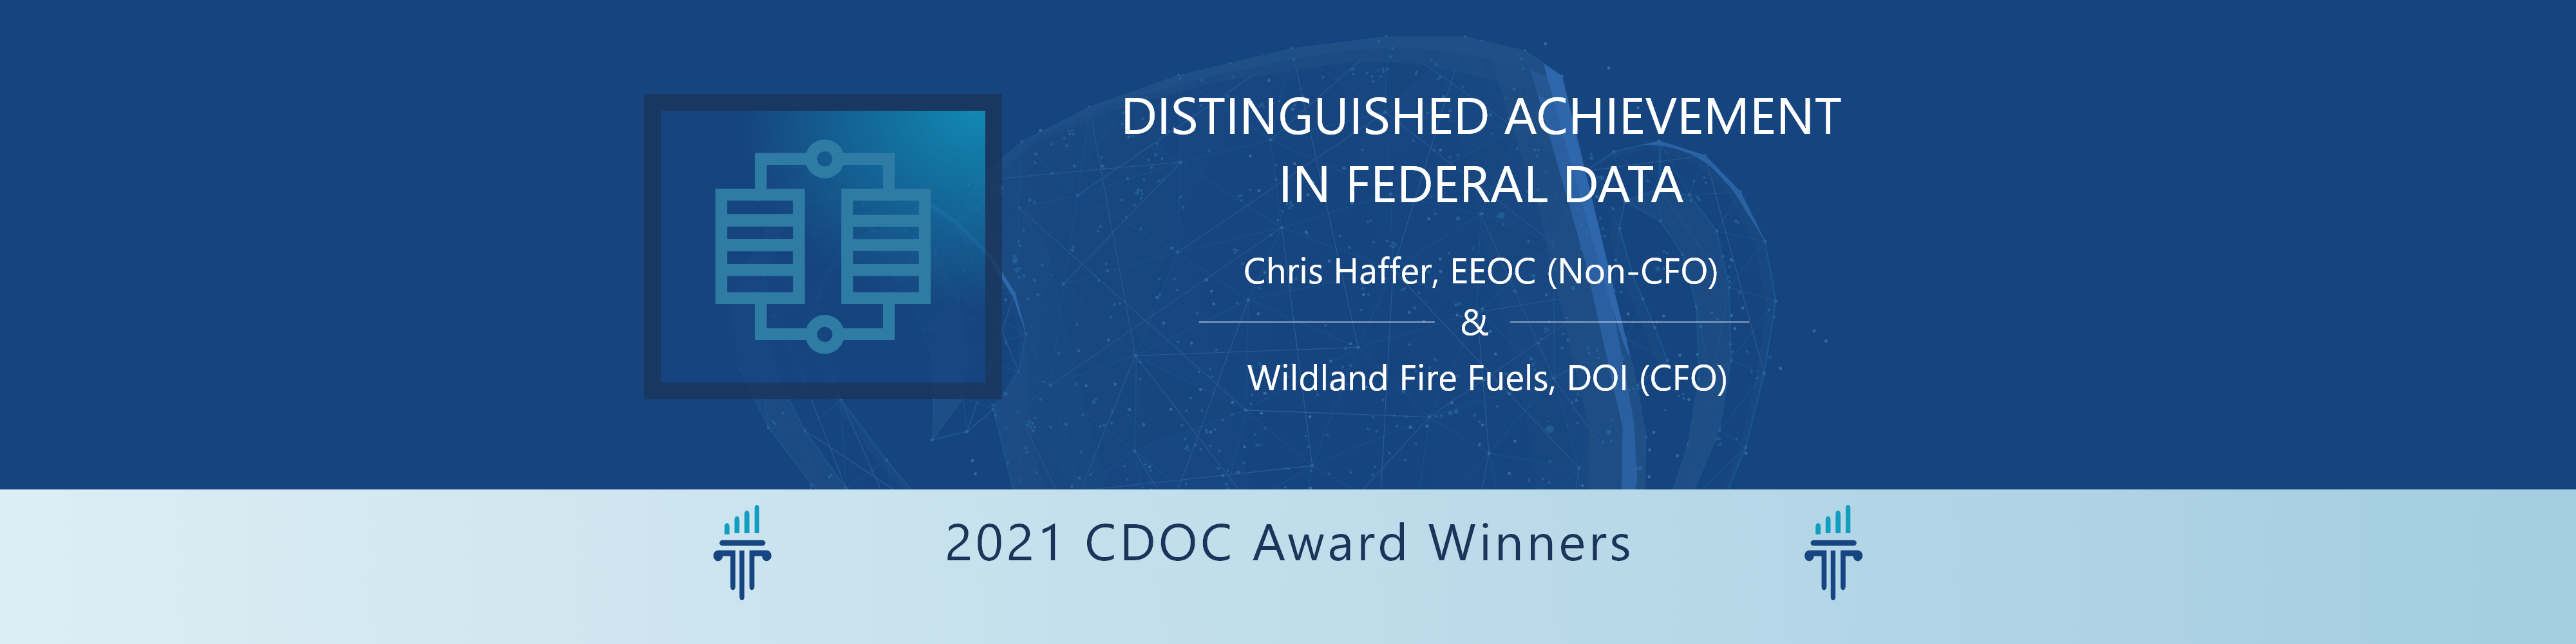 DISTINGUISHED ACHIEVEMENT
IN FEDERAL DATA
Chris Haffer, EEOC (Non-CFO)
&
Wildland Fire Fuels, DOI (CFO)
2021 CDOC Award Winners